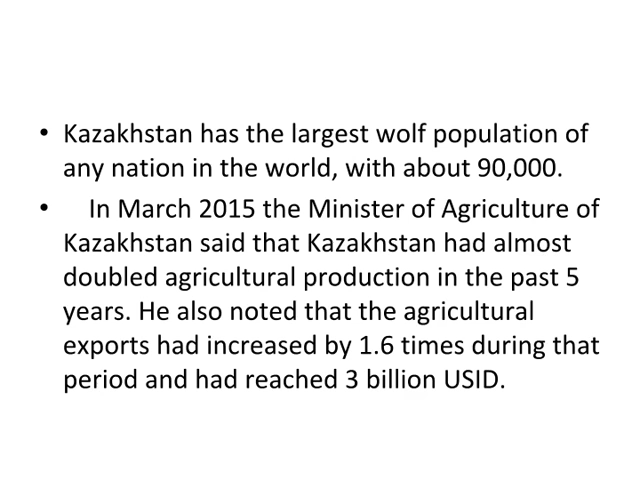 • Kazakhstan has the largest wolf population of
any nation in the world, with about 90,000.
• In March 2015 the Minister of Agriculture of
Kazakhstan said that Kazakhstan had almost
doubled agricultural production in the past 5
years. He also noted that the agricultural
exports had increased by 1.6 times during that
period and had reached 3 billion USID.